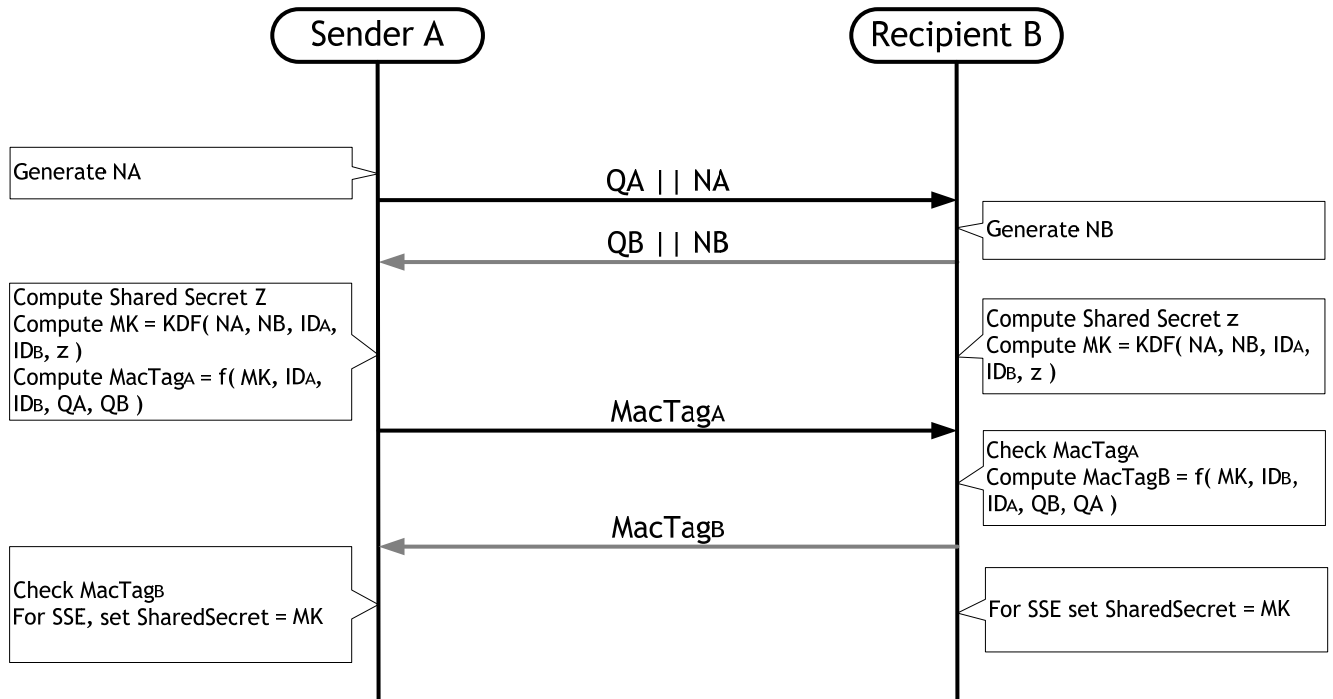 Sender A
Recipient B
Generate NA
QA || NA
Generate NB
QB || NB
Compute Shared Secret Z
Compute MK = KDF( NA, NB, IDA,
IDB, z )
Compute MacTagA = f( MK, IDA,
IDB, QA, QB )
Compute Shared Secret z
Compute MK = KDF( NA, NB, IDA,
IDB, z )
MacTagA
Check MacTagA
Compute MacTagB = f( MK, IDB,
IDA, QB, QA )
MacTagB
Check MacTagB
For SSE, set SharedSecret = MK
For SSE set SharedSecret = MK